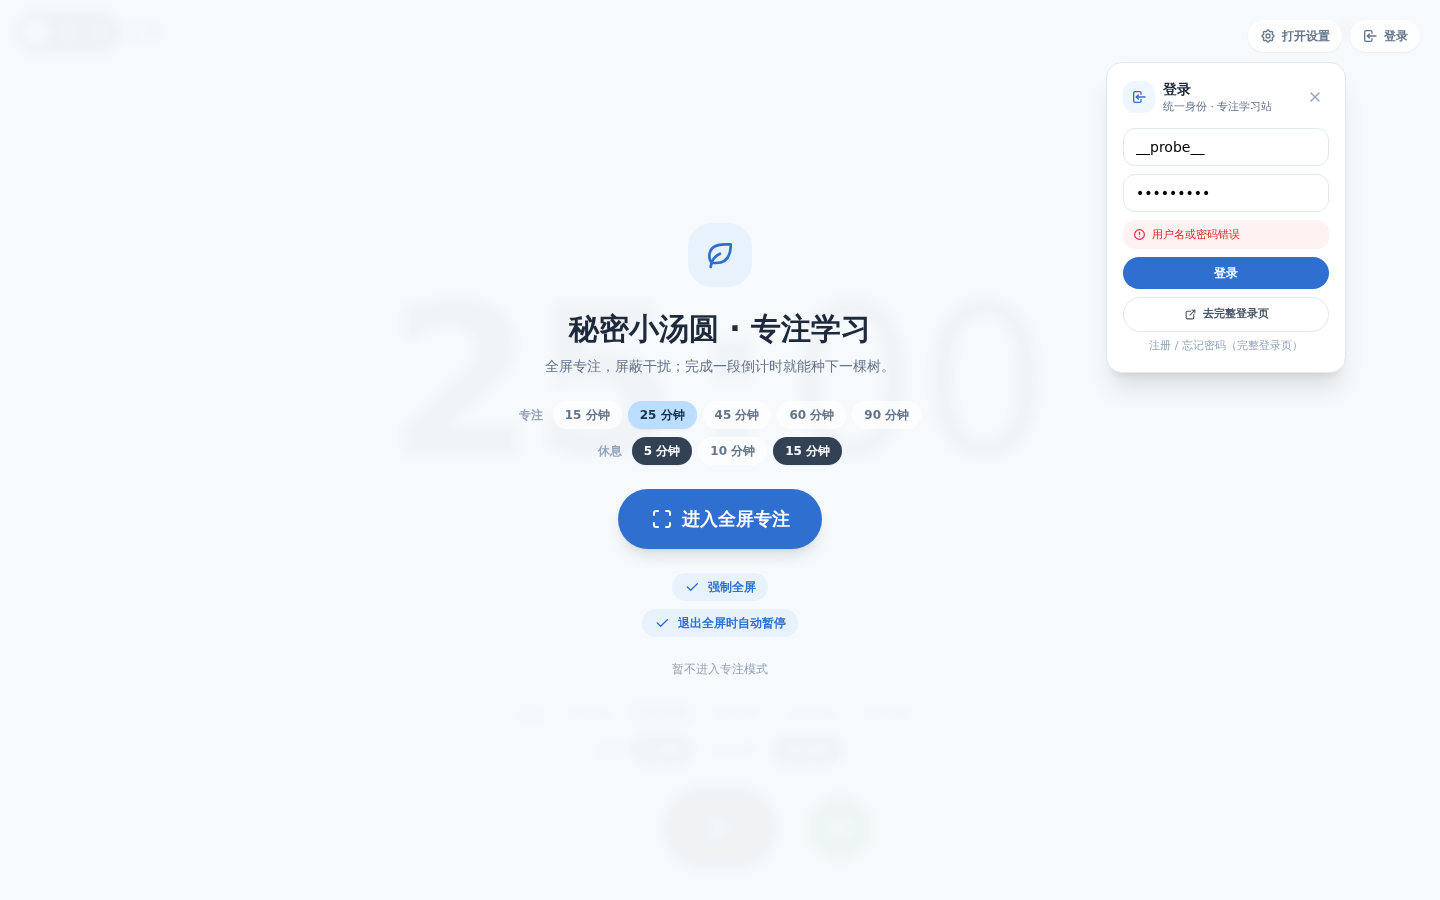 打开设置
登录
登录
统一身份 · 专注学习站
__probe__
•••••••••
用户名或密码错误
登录
去完整登录页
注册 / 忘记密码（完整登录页）
25:00
秘密小汤圆 · 专注学习
全屏专注，屏蔽干扰；完成一段倒计时就能种下一棵树。
专注 15 分钟 25 分钟 45 分钟 60 分钟 90 分钟
休息 5 分钟 10 分钟 15 分钟
进入全屏专注
强制全屏
退出全屏时自动暂停
暂不进入专注模式